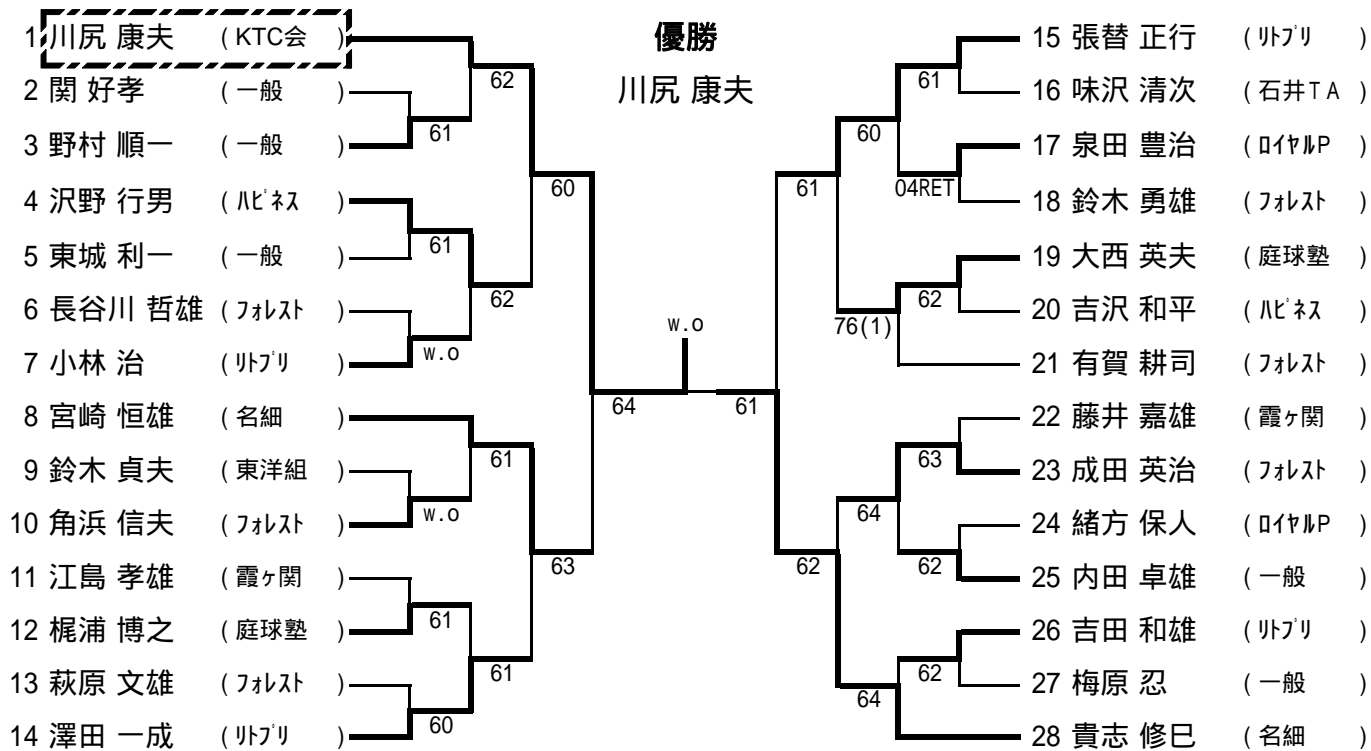 優勝
川尻 康夫
1 川尻 康夫 ( KTC会 )
2 関 好孝 ( 一般 )
3 野村 順一 ( 一般 )
4 沢野 行男 ( ﾊﾋﾟﾈｽ )
5 東城 利一 ( 一般 )
6 長谷川 哲雄 ( ﾌｫﾚｽﾄ )
7 小林 治 ( ﾘﾄﾌﾟﾘ )
8 宮崎 恒雄 ( 名細 )
9 鈴木 貞夫 ( 東洋組 )
10 角浜 信夫 ( ﾌｫﾚｽﾄ )
11 江島 孝雄 ( 霞ヶ関 )
12 梶浦 博之 ( 庭球塾 )
13 萩原 文雄 ( ﾌｫﾚｽﾄ )
14 澤田 一成 ( ﾘﾄﾌﾟﾘ )
61
61
w.o
w.o
61
60
62
62
61
61
60
63
64
w.o
61
61
62
60
76(1)
64
64
61
04RET
62
63
62
62
15 張替 正行 ( ﾘﾄﾌﾟﾘ )
16 味沢 清次 ( 石井TA )
17 泉田 豊治 ( ﾛｲﾔﾙP )
18 鈴木 勇雄 ( ﾌｫﾚｽﾄ )
19 大西 英夫 ( 庭球塾 )
20 吉沢 和平 ( ﾊﾋﾟﾈｽ )
21 有賀 耕司 ( ﾌｫﾚｽﾄ )
22 藤井 嘉雄 ( 霞ヶ関 )
23 成田 英治 ( ﾌｫﾚｽﾄ )
24 緒方 保人 ( ﾛｲﾔﾙP )
25 内田 卓雄 ( 一般 )
26 吉田 和雄 ( ﾘﾄﾌﾟﾘ )
27 梅原 忍 ( 一般 )
28 貴志 修巳 ( 名細 )